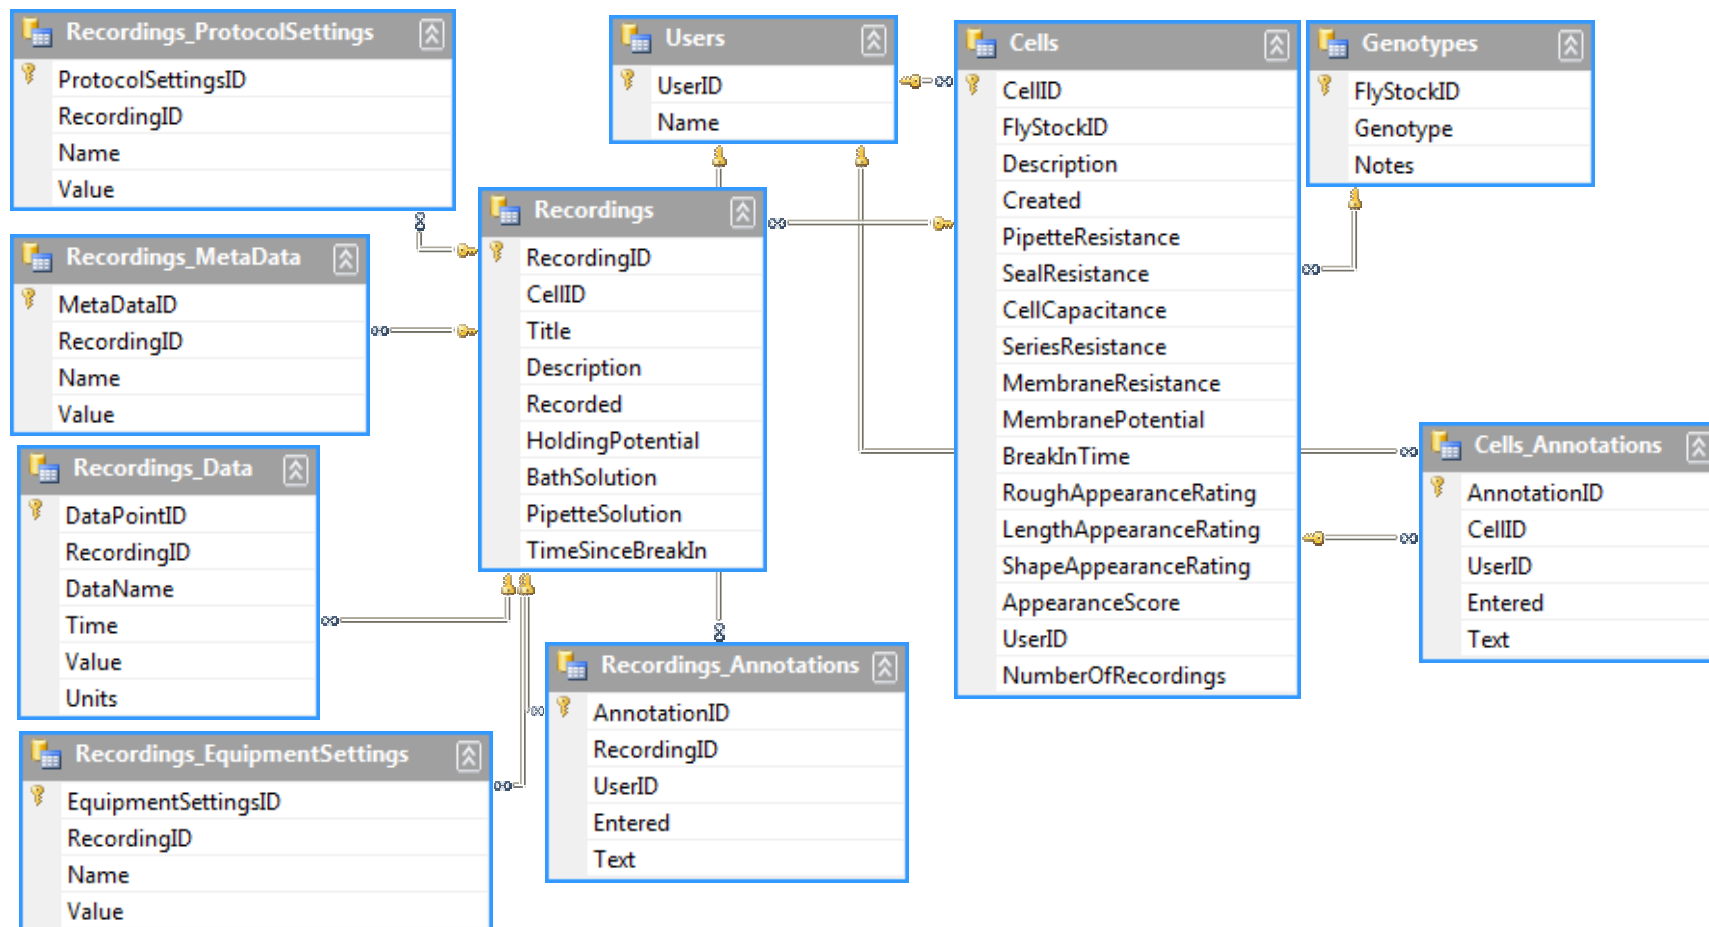 Recordings_ProtocolSettings
ProtocolSettingsID
RecordingID
Name
Value
Recordings_MetaData
MetaDataID
RecordingID
Name
Value
Recordings_Data
DataPointID
RecordingID
DataName
Time
Value
Units
Recordings_EquipmentSettings
EquipmentSettingsID
RecordingID
Name
Value
Users
UserID
Name
Recordings
RecordingID
CellID
Title
Description
Recorded
HoldingPotential
BathSolution
PipetteSolution
TimeSinceBreakIn
Recordings_Annotations
AnnotationID
RecordingID
UserID
Entered
Text
Cells
CellID
FlyStockID
Description
Created
PipetteResistance
SealResistance
CellCapacitance
SeriesResistance
MembraneResistance
MembranePotential
BreakInTime
RoughAppearanceRating
LengthAppearanceRating
ShapeAppearanceRating
AppearanceScore
UserID
NumberOfRecordings
Genotypes
FlyStockID
Genotype
Notes
Cells_Annotations
AnnotationID
CellID
UserID
Entered
Text